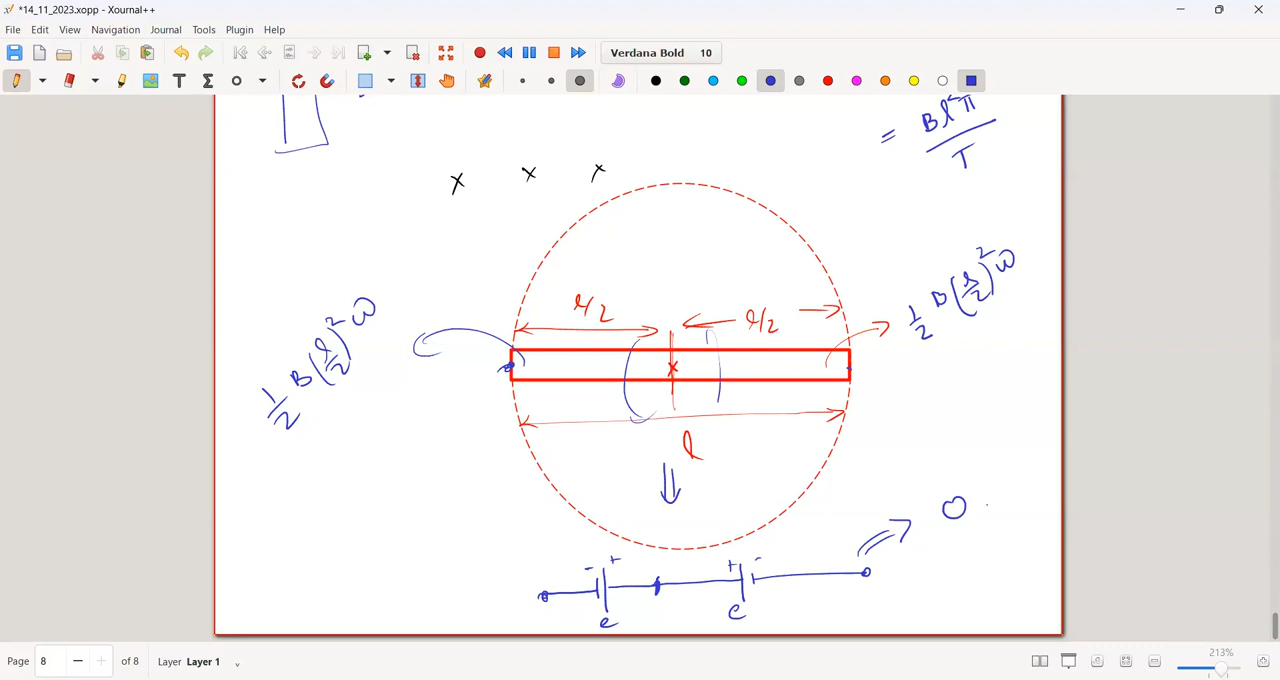 *14_11_2023.xopp - Xournal++
File Edit View Navigation Journal Tools Plugin Help
Verdana Bold 10
= Bl²π/T
x x x
l/2 l/2
1/2 B(l/2)²ω
1/2 B(l/2)²ω
x
l
0
- + + -
e e
Page 8 of 8 Layer Layer 1
213%